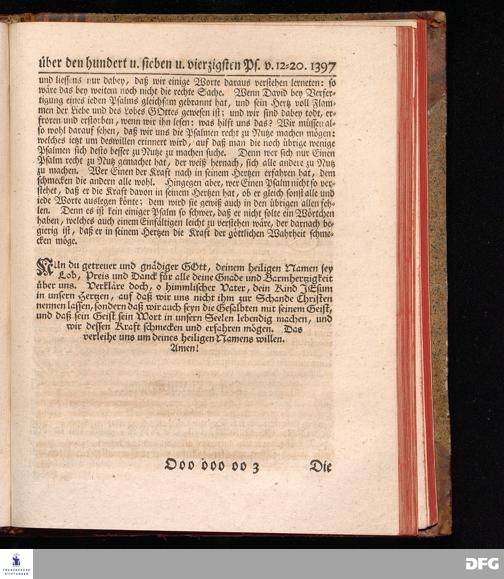 über den hundert u. sieben u. vierzigsten Ps. v. 12-20. 1397
und liessens nur dabey, daß wir einige Worte daraus verstehen lerneten: so
wäre das bey weitem noch nicht die rechte Sache. Wenn David bey Verfer-
tigung eines ieden Psalms gleichsam gebrannt hat, und sein Hertz voll Flam-
men der Liebe und des Lobes GOttes gewesen ist: und wir sind dabey todt, er-
froren und erstorben, wenn wir ihn lesen: was hilft uns das? Wir müssen al-
so wohl darauf sehen, daß wir uns die Psalmen recht zu Nutze machen mögen:
welches ietzt um deswillen erinnert wird, auf daß man die noch übrige wenige
Psalmen sich desto besser zu Nutze zu machen suche. Denn wer sich nur Einen
Psalm recht zu Nutz gemachet hat, der weiß hernach, sich alle andere zu Nutz
zu machen. Wer Einen der Kraft nach in seinem Hertzen erfahren hat, dem
schmecken die andern alle wohl. Hingegen aber, wer Einen Psalm nicht so ver-
stehet, daß er die Kraft davon in seinem Hertzen hat, ob er gleich sonst alle und
iede Worte auslegen könte; dem wird sie gewiß auch in den übrigen allen feh-
len. Denn es ist kein einiger Psalm so schwer, daß er nicht solte ein Wörtchen
haben, welches auch einem Einfältigen leicht zu verstehen wäre, der darnach be-
gierig ist, daß er in seinem Hertzen die Kraft der göttlichen Wahrheit schme-
cken möge.
NUn du getreuer und gnädiger GOtt, deinem heiligen Namen sey
Lob, Preis und Danck für alle deine Gnade und Barmhertzigkeit
über uns. Verkläre doch, o himmlischer Vater, dein Kind JEsum
in unsern Hertzen, auf daß wir uns nicht ihm zur Schande Christen
nennen lassen, sondern daß wir auch seyn die Gesalbten mit seinem Geist,
und daß sein Geist sein Wort in unsern Seelen lebendig machen, und
wir dessen Kraft schmecken und erfahren mögen. Das
verleihe uns um deines heiligen Namens willen.
Amen!
Ooo ooo oo 3 Die
FRANCKESCHE
STIFTUNGEN
DFG